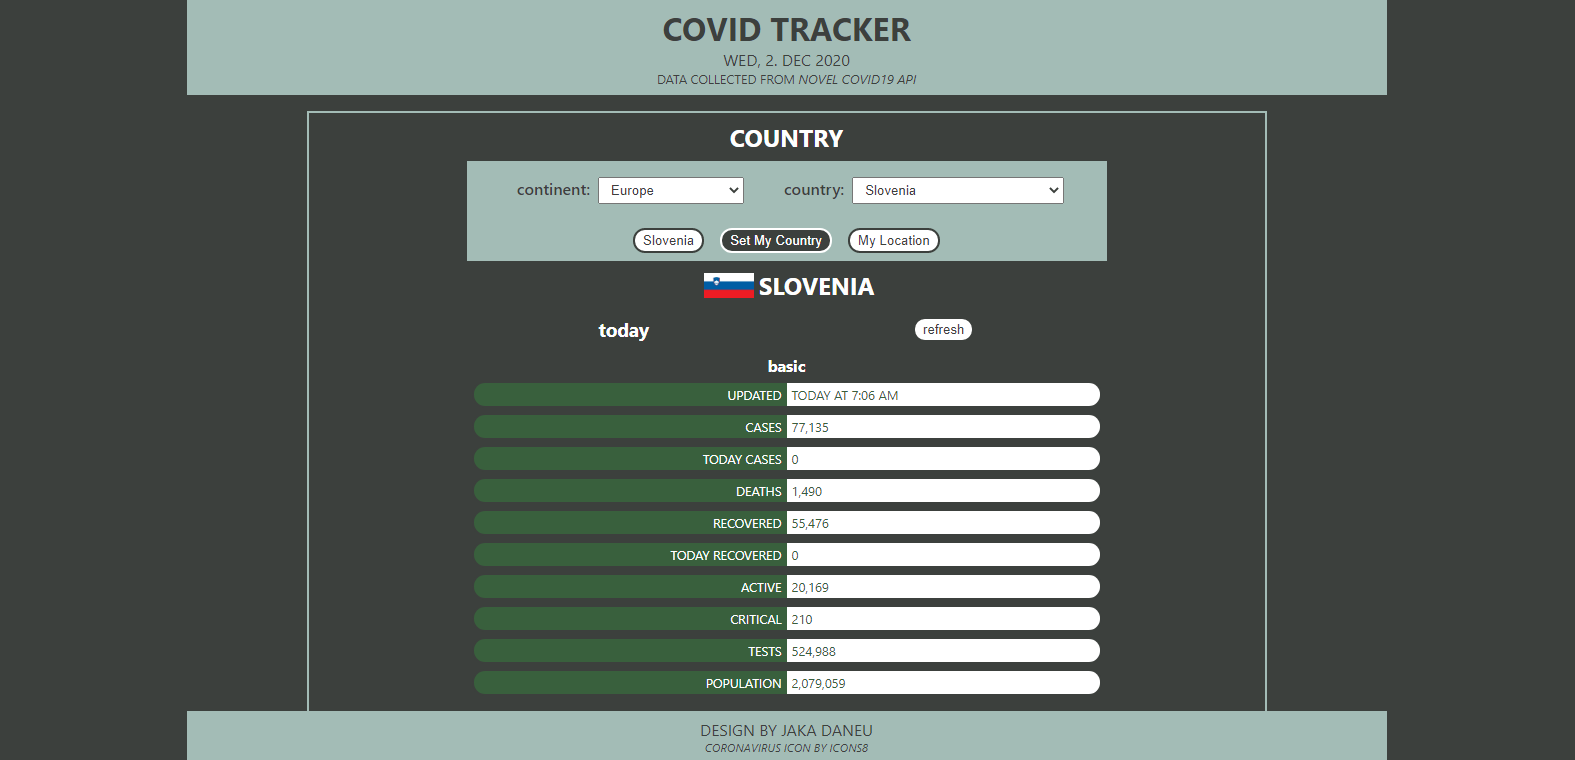 COVID TRACKER
WED, 2. DEC 2020
DATA COLLECTED FROM NOVEL COVID19 API
COUNTRY
continent: Europe country: Slovenia
Slovenia Set My Country My Location
SLOVENIA
today refresh
basic
UPDATED TODAY AT 7:06 AM
CASES 77,135
TODAY CASES 0
DEATHS 1,490
RECOVERED 55,476
TODAY RECOVERED 0
ACTIVE 20,169
CRITICAL 210
TESTS 524,988
POPULATION 2,079,059
DESIGN BY JAKA DANEU
CORONAVIRUS ICON BY ICONS8